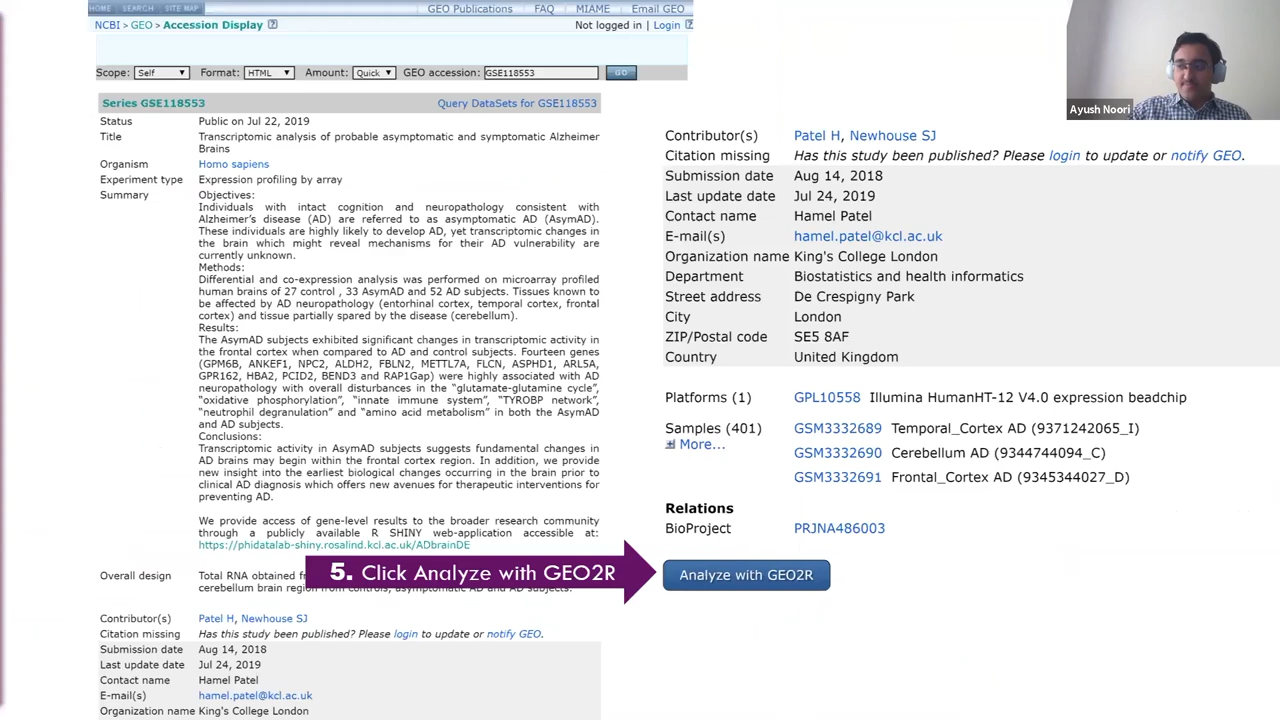 HOME SEARCH SITE MAP
GEO Publications FAQ MIAME Email GEO
NCBI > GEO > Accession Display ?
Not logged in | Login ?
Scope: Self Format: HTML Amount: Quick GEO accession: GSE118553 GO
Series GSE118553
Query DataSets for GSE118553
Status Public on Jul 22, 2019
Title Transcriptomic analysis of probable asymptomatic and symptomatic Alzheimer
Brains
Organism Homo sapiens
Experiment type Expression profiling by array
Summary Objectives:
Individuals with intact cognition and neuropathology consistent with
Alzheimer's disease (AD) are referred to as asymptomatic AD (AsymAD).
These individuals are highly likely to develop AD, yet transcriptomic changes in
the brain which might reveal mechanisms for their AD vulnerability are
currently unknown.
Methods:
Differential and co-expression analysis was performed on microarray profiled
human brains of 27 control , 33 AsymAD and 52 AD subjects. Tissues known to
be affected by AD neuropathology (entorhinal cortex, temporal cortex, frontal
cortex) and tissue partially spared by the disease (cerebellum).
Results:
The AsymAD subjects exhibited significant changes in transcriptomic activity in
the frontal cortex when compared to AD and control subjects. Fourteen genes
(GPM6B, ANKEF1, NPC2, ALDH2, FBLN2, METTL7A, FLCN, ASPHD1, ARL5A,
GPR162, HBA2, PCID2, BEND3 and RAP1Gap) were highly associated with AD
neuropathology with overall disturbances in the "glutamate-glutamine cycle",
"oxidative phosphorylation", "innate immune system", "TYROBP network",
"neutrophil degranulation" and "amino acid metabolism" in both the AsymAD
and AD subjects.
Conclusions:
Transcriptomic activity in AsymAD subjects suggests fundamental changes in
AD brains may begin within the frontal cortex region. In addition, we provide
new insight into the earliest biological changes occurring in the brain prior to
clinical AD diagnosis which offers new avenues for therapeutic interventions for
preventing AD.
We provide access of gene-level results to the broader research community
through a publically available R SHINY web-application accessible at:
https://phidatalab-shiny.rosalind.kcl.ac.uk/ADbrainDE
Overall design Total RNA obtained
cerebellum brain
Contributor(s) Patel H, Newhouse SJ
Citation missing Has this study been published? Please login to update or notify GEO.
Submission date Aug 14, 2018
Last update date Jul 24, 2019
Contact name Hamel Patel
E-mail(s) hamel.patel@kcl.ac.uk
Organization name King's College London
Ayush Noori
Contributor(s) Patel H, Newhouse SJ
Citation missing Has this study been published? Please login to update or notify GEO.
Submission date Aug 14, 2018
Last update date Jul 24, 2019
Contact name Hamel Patel
E-mail(s) hamel.patel@kcl.ac.uk
Organization name King's College London
Department Biostatistics and health informatics
Street address De Crespigny Park
City London
ZIP/Postal code SE5 8AF
Country United Kingdom
Platforms (1) GPL10558 Illumina HumanHT-12 V4.0 expression beadchip
Samples (401) GSM3332689 Temporal_Cortex AD (9371242065_I)
More... GSM3332690 Cerebellum AD (9344744094_C)
GSM3332691 Frontal_Cortex AD (9345344027_D)
Relations
BioProject PRJNA486003
5. Click Analyze with GEO2R
Analyze with GEO2R